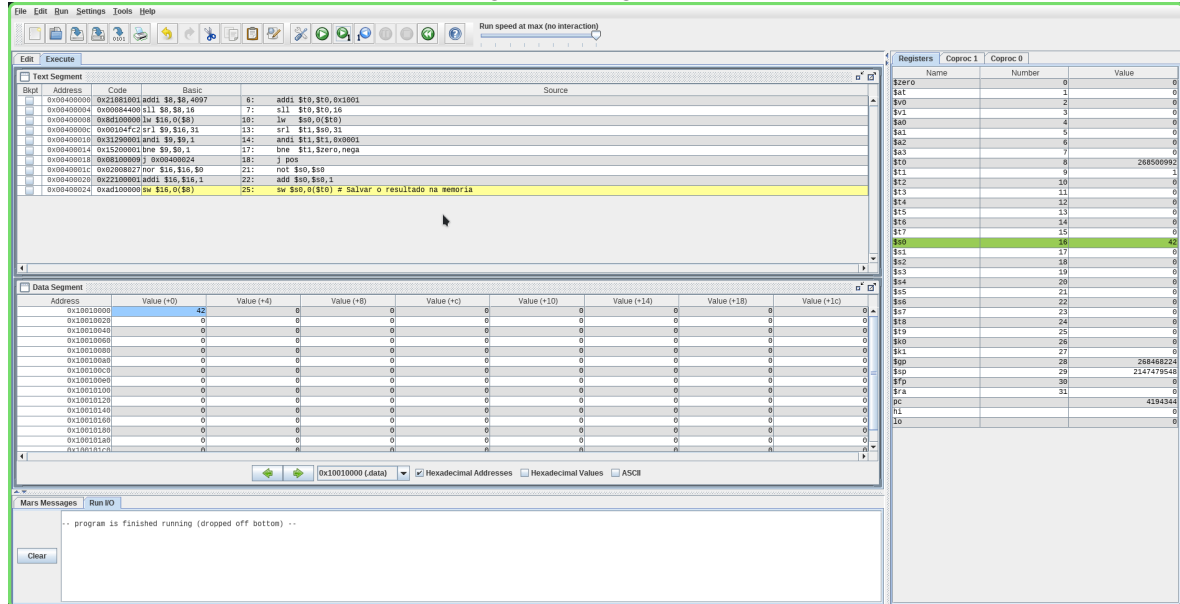 File Edit Run Settings Tools Help
Run speed at max (no interaction)
Edit Execute
Text Segment
Bkpt Address Code Basic Source
0x00400000 0x21081001 addi $8,$8,4097 6: addi $t0,$t0,0x1001
0x00400004 0x00084400 sll $8,$8,16 7: sll $t0,$t0,16
0x00400008 0x8d100000 lw $16,0($8) 10: lw $s0,0($t0)
0x0040000c 0x00104fc2 srl $9,$16,31 13: srl $t1,$s0,31
0x00400010 0x31290001 andi $9,$9,1 14: andi $t1,$t1,0x0001
0x00400014 0x15200001 bne $9,$0,1 17: bne $t1,$zero,nega
0x00400018 0x08100009 j 0x00400024 18: j pos
0x0040001c 0x02008027 nor $16,$16,$0 21: not $s0,$s0
0x00400020 0x22100001 addi $16,$16,1 22: add $s0,$s0,1
0x00400024 0xad100000 sw $16,0($8) 25: sw $s0,0($t0) # Salvar o resultado na memoria
Data Segment
Address Value (+0) Value (+4) Value (+8) Value (+c) Value (+10) Value (+14) Value (+18) Value (+1c)
0x10010000 42 0 0 0 0 0 0 0
0x10010020 0 0 0 0 0 0 0 0
0x10010040 0 0 0 0 0 0 0 0
0x10010060 0 0 0 0 0 0 0 0
0x10010080 0 0 0 0 0 0 0 0
0x100100a0 0 0 0 0 0 0 0 0
0x100100c0 0 0 0 0 0 0 0 0
0x100100e0 0 0 0 0 0 0 0 0
0x10010100 0 0 0 0 0 0 0 0
0x10010120 0 0 0 0 0 0 0 0
0x10010140 0 0 0 0 0 0 0 0
0x10010160 0 0 0 0 0 0 0 0
0x10010180 0 0 0 0 0 0 0 0
0x100101a0 0 0 0 0 0 0 0 0
0x100101c0 0 0 0 0 0 0 0 0
0x10010000 (.data) Hexadecimal Addresses Hexadecimal Values ASCII
Mars Messages Run I/O
-- program is finished running (dropped off bottom) --
Clear
Registers Coproc 1 Coproc 0
Name Number Value
$zero 0 0
$at 1 0
$v0 2 0
$v1 3 0
$a0 4 0
$a1 5 0
$a2 6 0
$a3 7 0
$t0 8 268500992
$t1 9 1
$t2 10 0
$t3 11 0
$t4 12 0
$t5 13 0
$t6 14 0
$t7 15 0
$s0 16 42
$s1 17 0
$s2 18 0
$s3 19 0
$s4 20 0
$s5 21 0
$s6 22 0
$s7 23 0
$t8 24 0
$t9 25 0
$k0 26 0
$k1 27 0
$gp 28 268468224
$sp 29 2147479548
$fp 30 0
$ra 31 0
pc 4194344
hi 0
lo 0